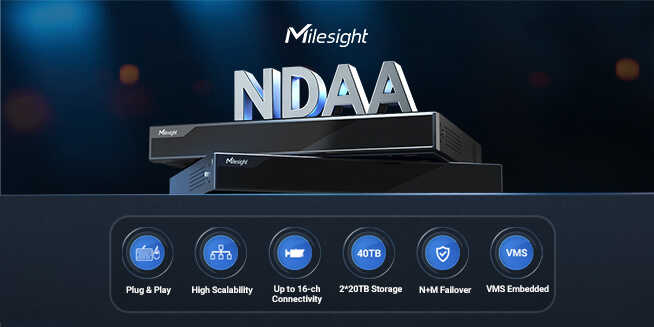 Milesight
NDAA
Milesight
Milesight
40TB
VMS
Plug & Play
High Scalability
Up to 16-ch
Connectivity
2*20TB Storage
N+M Failover
VMS Embedded